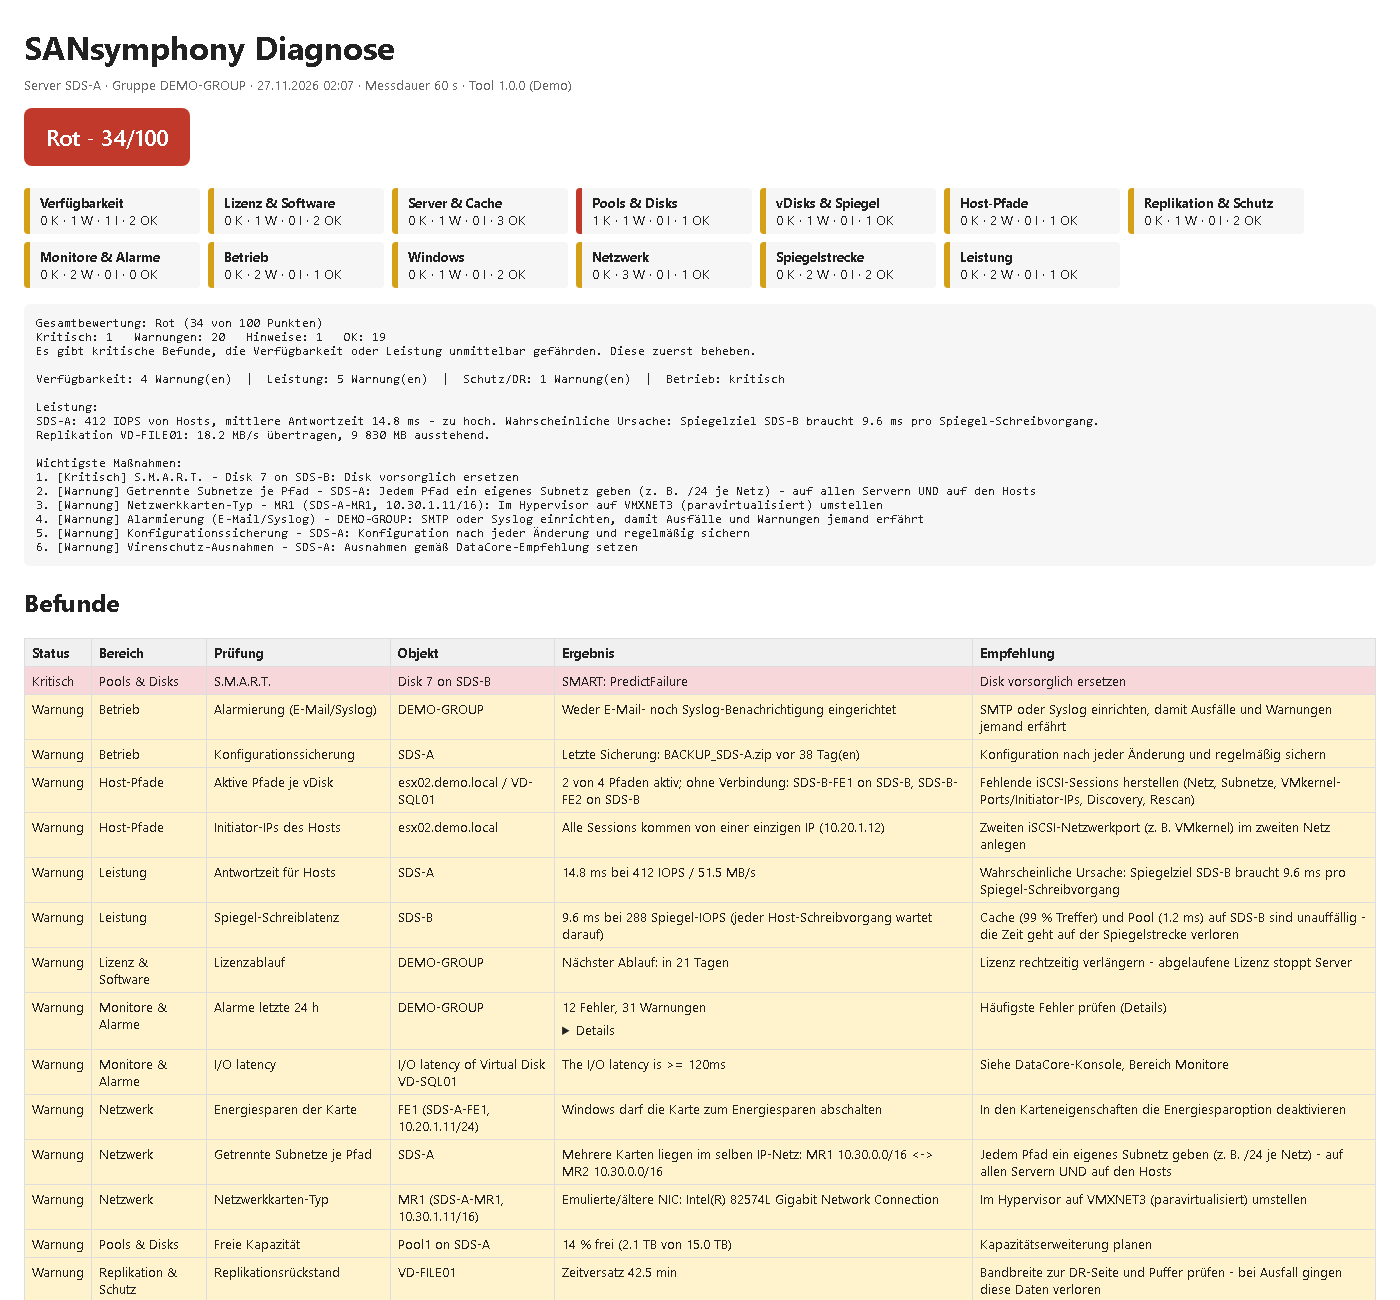 SANsymphony Diagnose
Server SDS-A · Gruppe DEMO-GROUP · 27.11.2026 02:07 · Messdauer 60 s · Tool 1.0.0 (Demo)
Rot - 34/100
Verfügbarkeit
0 K · 1 W · 1 I · 2 OK
Lizenz & Software
0 K · 1 W · 0 I · 2 OK
Server & Cache
0 K · 1 W · 0 I · 3 OK
Pools & Disks
1 K · 1 W · 0 I · 1 OK
vDisks & Spiegel
0 K · 1 W · 0 I · 1 OK
Host-Pfade
0 K · 2 W · 0 I · 1 OK
Replikation & Schutz
0 K · 1 W · 0 I · 2 OK
Monitore & Alarme
0 K · 2 W · 0 I · 0 OK
Betrieb
0 K · 2 W · 0 I · 1 OK
Windows
0 K · 1 W · 0 I · 2 OK
Netzwerk
0 K · 3 W · 0 I · 1 OK
Spiegelstrecke
0 K · 2 W · 0 I · 2 OK
Leistung
0 K · 2 W · 0 I · 1 OK
Gesamtbewertung: Rot (34 von 100 Punkten)
Kritisch: 1   Warnungen: 20   Hinweise: 1   OK: 19
Es gibt kritische Befunde, die Verfügbarkeit oder Leistung unmittelbar gefährden. Diese zuerst beheben.
Verfügbarkeit: 4 Warnung(en)  |  Leistung: 5 Warnung(en)  |  Schutz/DR: 1 Warnung(en)  |  Betrieb: kritisch
Leistung:
SDS-A: 412 IOPS von Hosts, mittlere Antwortzeit 14.8 ms - zu hoch. Wahrscheinliche Ursache: Spiegelziel SDS-B braucht 9.6 ms pro Spiegel-Schreibvorgang.
Replikation VD-FILE01: 18.2 MB/s übertragen, 9 830 MB ausstehend.
Wichtigste Maßnahmen:
1. [Kritisch] S.M.A.R.T. - Disk 7 on SDS-B: Disk vorsorglich ersetzen
2. [Warnung] Getrennte Subnetze je Pfad - SDS-A: Jedem Pfad ein eigenes Subnetz geben (z. B. /24 je Netz) - auf allen Servern UND auf den Hosts
3. [Warnung] Netzwerkkarten-Typ - MR1 (SDS-A-MR1, 10.30.1.11/16): Im Hypervisor auf VMXNET3 (paravirtualisiert) umstellen
4. [Warnung] Alarmierung (E-Mail/Syslog) - DEMO-GROUP: SMTP oder Syslog einrichten, damit Ausfälle und Warnungen jemand erfährt
5. [Warnung] Konfigurationssicherung - SDS-A: Konfiguration nach jeder Änderung und regelmäßig sichern
6. [Warnung] Virenschutz-Ausnahmen - SDS-A: Ausnahmen gemäß DataCore-Empfehlung setzen
Befunde
Status Bereich Prüfung Objekt Ergebnis Empfehlung
Kritisch Pools & Disks S.M.A.R.T. Disk 7 on SDS-B SMART: PredictFailure Disk vorsorglich ersetzen
Warnung Betrieb Alarmierung (E-Mail/Syslog) DEMO-GROUP Weder E-Mail- noch Syslog-Benachrichtigung eingerichtet SMTP oder Syslog einrichten, damit Ausfälle und Warnungen
jemand erfährt
Warnung Betrieb Konfigurationssicherung SDS-A Letzte Sicherung: BACKUP_SDS-A.zip vor 38 Tag(en) Konfiguration nach jeder Änderung und regelmäßig sichern
Warnung Host-Pfade Aktive Pfade je vDisk esx02.demo.local / VD- 2 von 4 Pfaden aktiv; ohne Verbindung: SDS-B-FE1 on SDS-B, SDS-B- Fehlende iSCSI-Sessions herstellen (Netz, Subnetze, VMkernel-
SQL01 FE2 on SDS-B Ports/Initiator-IPs, Discovery, Rescan)
Warnung Host-Pfade Initiator-IPs des Hosts esx02.demo.local Alle Sessions kommen von einer einzigen IP (10.20.1.12) Zweiten iSCSI-Netzwerkport (z. B. VMkernel) im zweiten Netz
anlegen
Warnung Leistung Antwortzeit für Hosts SDS-A 14.8 ms bei 412 IOPS / 51.5 MB/s Wahrscheinliche Ursache: Spiegelziel SDS-B braucht 9.6 ms pro
Spiegel-Schreibvorgang
Warnung Leistung Spiegel-Schreiblatenz SDS-B 9.6 ms bei 288 Spiegel-IOPS (jeder Host-Schreibvorgang wartet Cache (99 % Treffer) und Pool (1.2 ms) auf SDS-B sind unauffällig -
darauf) die Zeit geht auf der Spiegelstrecke verloren
Warnung Lizenz & Lizenzablauf DEMO-GROUP Nächster Ablauf: in 21 Tagen Lizenz rechtzeitig verlängern - abgelaufene Lizenz stoppt Server
Software
Warnung Monitore & Alarme letzte 24 h DEMO-GROUP 12 Fehler, 31 Warnungen Häufigste Fehler prüfen (Details)
Alarme ▶ Details
Warnung Monitore & I/O latency I/O latency of Virtual Disk The I/O latency is >= 120ms Siehe DataCore-Konsole, Bereich Monitore
Alarme VD-SQL01
Warnung Netzwerk Energiesparen der Karte FE1 (SDS-A-FE1, Windows darf die Karte zum Energiesparen abschalten In den Karteneigenschaften die Energiesparoption deaktivieren
10.20.1.11/24)
Warnung Netzwerk Getrennte Subnetze je Pfad SDS-A Mehrere Karten liegen im selben IP-Netz: MR1 10.30.0.0/16 <-> Jedem Pfad ein eigenes Subnetz geben (z. B. /24 je Netz) - auf
MR2 10.30.0.0/16 allen Servern UND auf den Hosts
Warnung Netzwerk Netzwerkkarten-Typ MR1 (SDS-A-MR1, Emulierte/ältere NIC: Intel(R) 82574L Gigabit Network Connection Im Hypervisor auf VMXNET3 (paravirtualisiert) umstellen
10.30.1.11/16)
Warnung Pools & Disks Freie Kapazität Pool1 on SDS-A 14 % frei (2.1 TB von 15.0 TB) Kapazitätserweiterung planen
Warnung Replikation & Replikationsrückstand VD-FILE01 Zeitversatz 42.5 min Bandbreite zur DR-Seite und Puffer prüfen - bei Ausfall gingen
Schutz diese Daten verloren